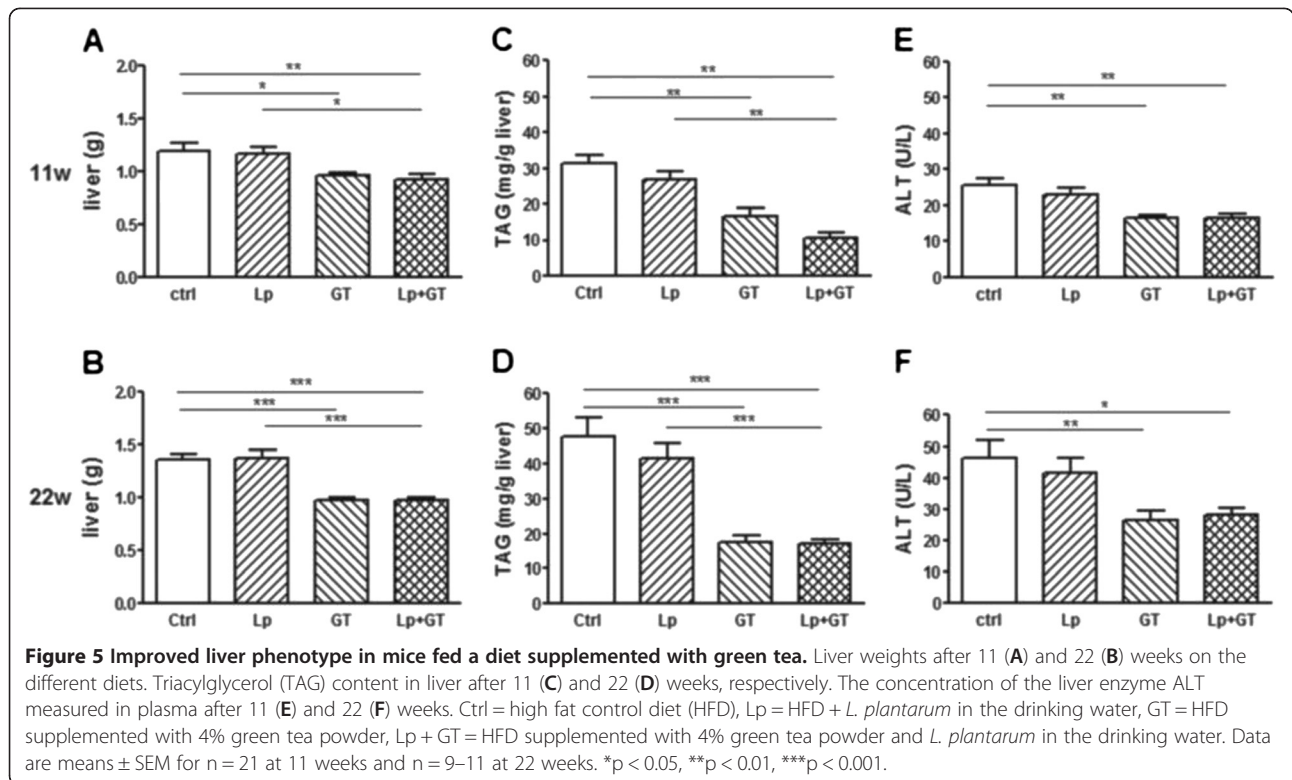 A
2.0
1.5
1.0
0.5
0.0
liver (g)
11w
**
*
*
ctrl Lp GT Lp+GT
C
60
50
40
30
20
10
0
TAG (mg/g liver)
**
**
**
Ctrl Lp GT Lp+GT
E
60
50
40
30
20
10
0
ALT (U/L)
**
**
Ctrl Lp GT Lp+GT
B
2.0
1.5
1.0
0.5
0.0
liver (g)
22w
***
***
***
Ctrl Lp GT Lp+GT
D
60
50
40
30
20
10
0
TAG (mg/g liver)
***
***
***
Ctrl Lp GT Lp+GT
F
60
50
40
30
20
10
0
ALT (U/L)
*
**
Ctrl Lp GT Lp+GT
Figure 5 Improved liver phenotype in mice fed a diet supplemented with green tea. Liver weights after 11 (A) and 22 (B) weeks on the
different diets. Triacylglycerol (TAG) content in liver after 11 (C) and 22 (D) weeks, respectively. The concentration of the liver enzyme ALT
measured in plasma after 11 (E) and 22 (F) weeks. Ctrl = high fat control diet (HFD), Lp = HFD + L. plantarum in the drinking water, GT = HFD
supplemented with 4% green tea powder, Lp + GT = HFD supplemented with 4% green tea powder and L. plantarum in the drinking water. Data
are means ± SEM for n = 21 at 11 weeks and n = 9–11 at 22 weeks. *p < 0.05, **p < 0.01, ***p < 0.001.